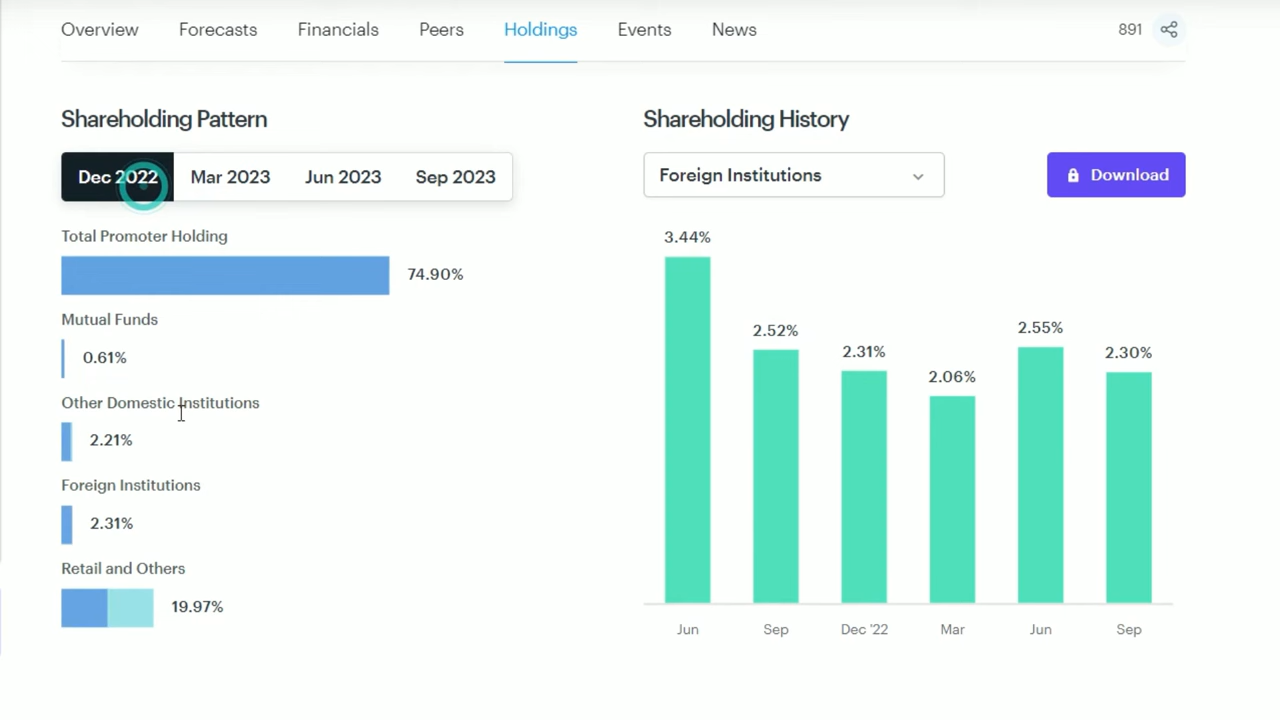 Overview Forecasts Financials Peers Holdings Events News 891
Shareholding Pattern
Dec 2022 Mar 2023 Jun 2023 Sep 2023
Total Promoter Holding
74.90%
Mutual Funds
0.61%
Other Domestic Institutions
2.21%
Foreign Institutions
2.31%
Retail and Others
19.97%
Shareholding History
Foreign Institutions Download
3.44%
2.52%
2.31%
2.06%
2.55%
2.30%
Jun Sep Dec '22 Mar Jun Sep